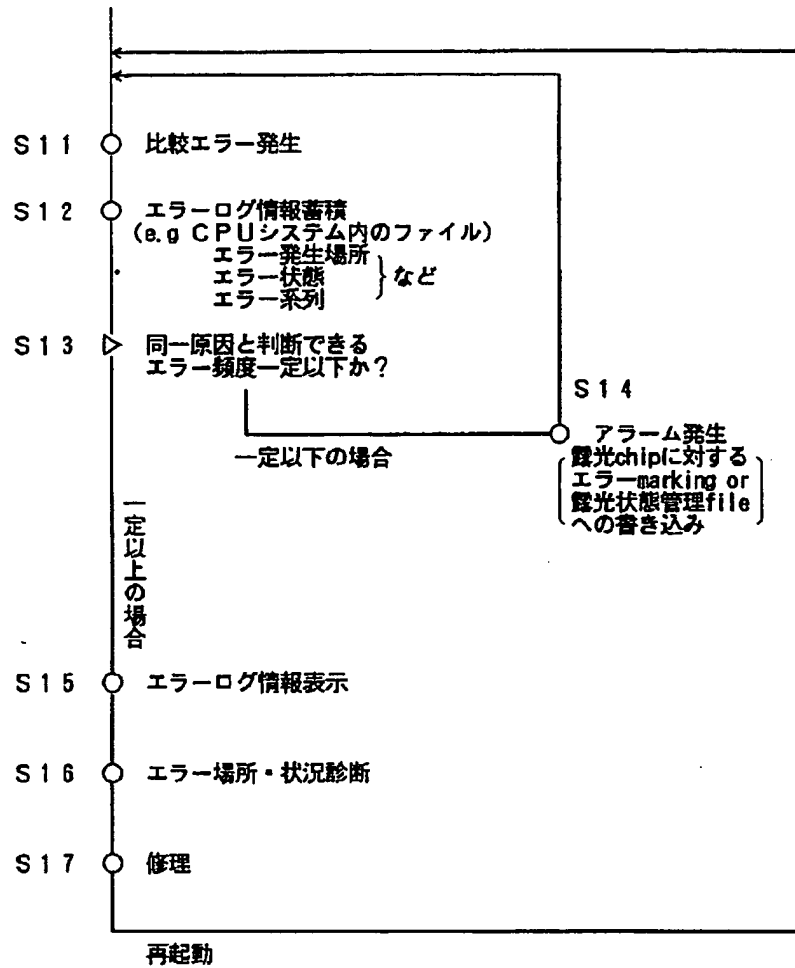 S11 比較エラー発生
S12 エラーログ情報蓄積
(e.g CPUシステム内のファイル)
エラー発生場所
エラー状態
エラー系列
など
S13 同一原因と判断できる
エラー頻度一定以下か?
一定以下の場合
S14
アラーム発生
露光chipに対する
エラーmarking or
露光状態管理file
への書き込み
一定以上の場合
S15 エラーログ情報表示
S16 エラー場所・状況診断
S17 修理
再起動